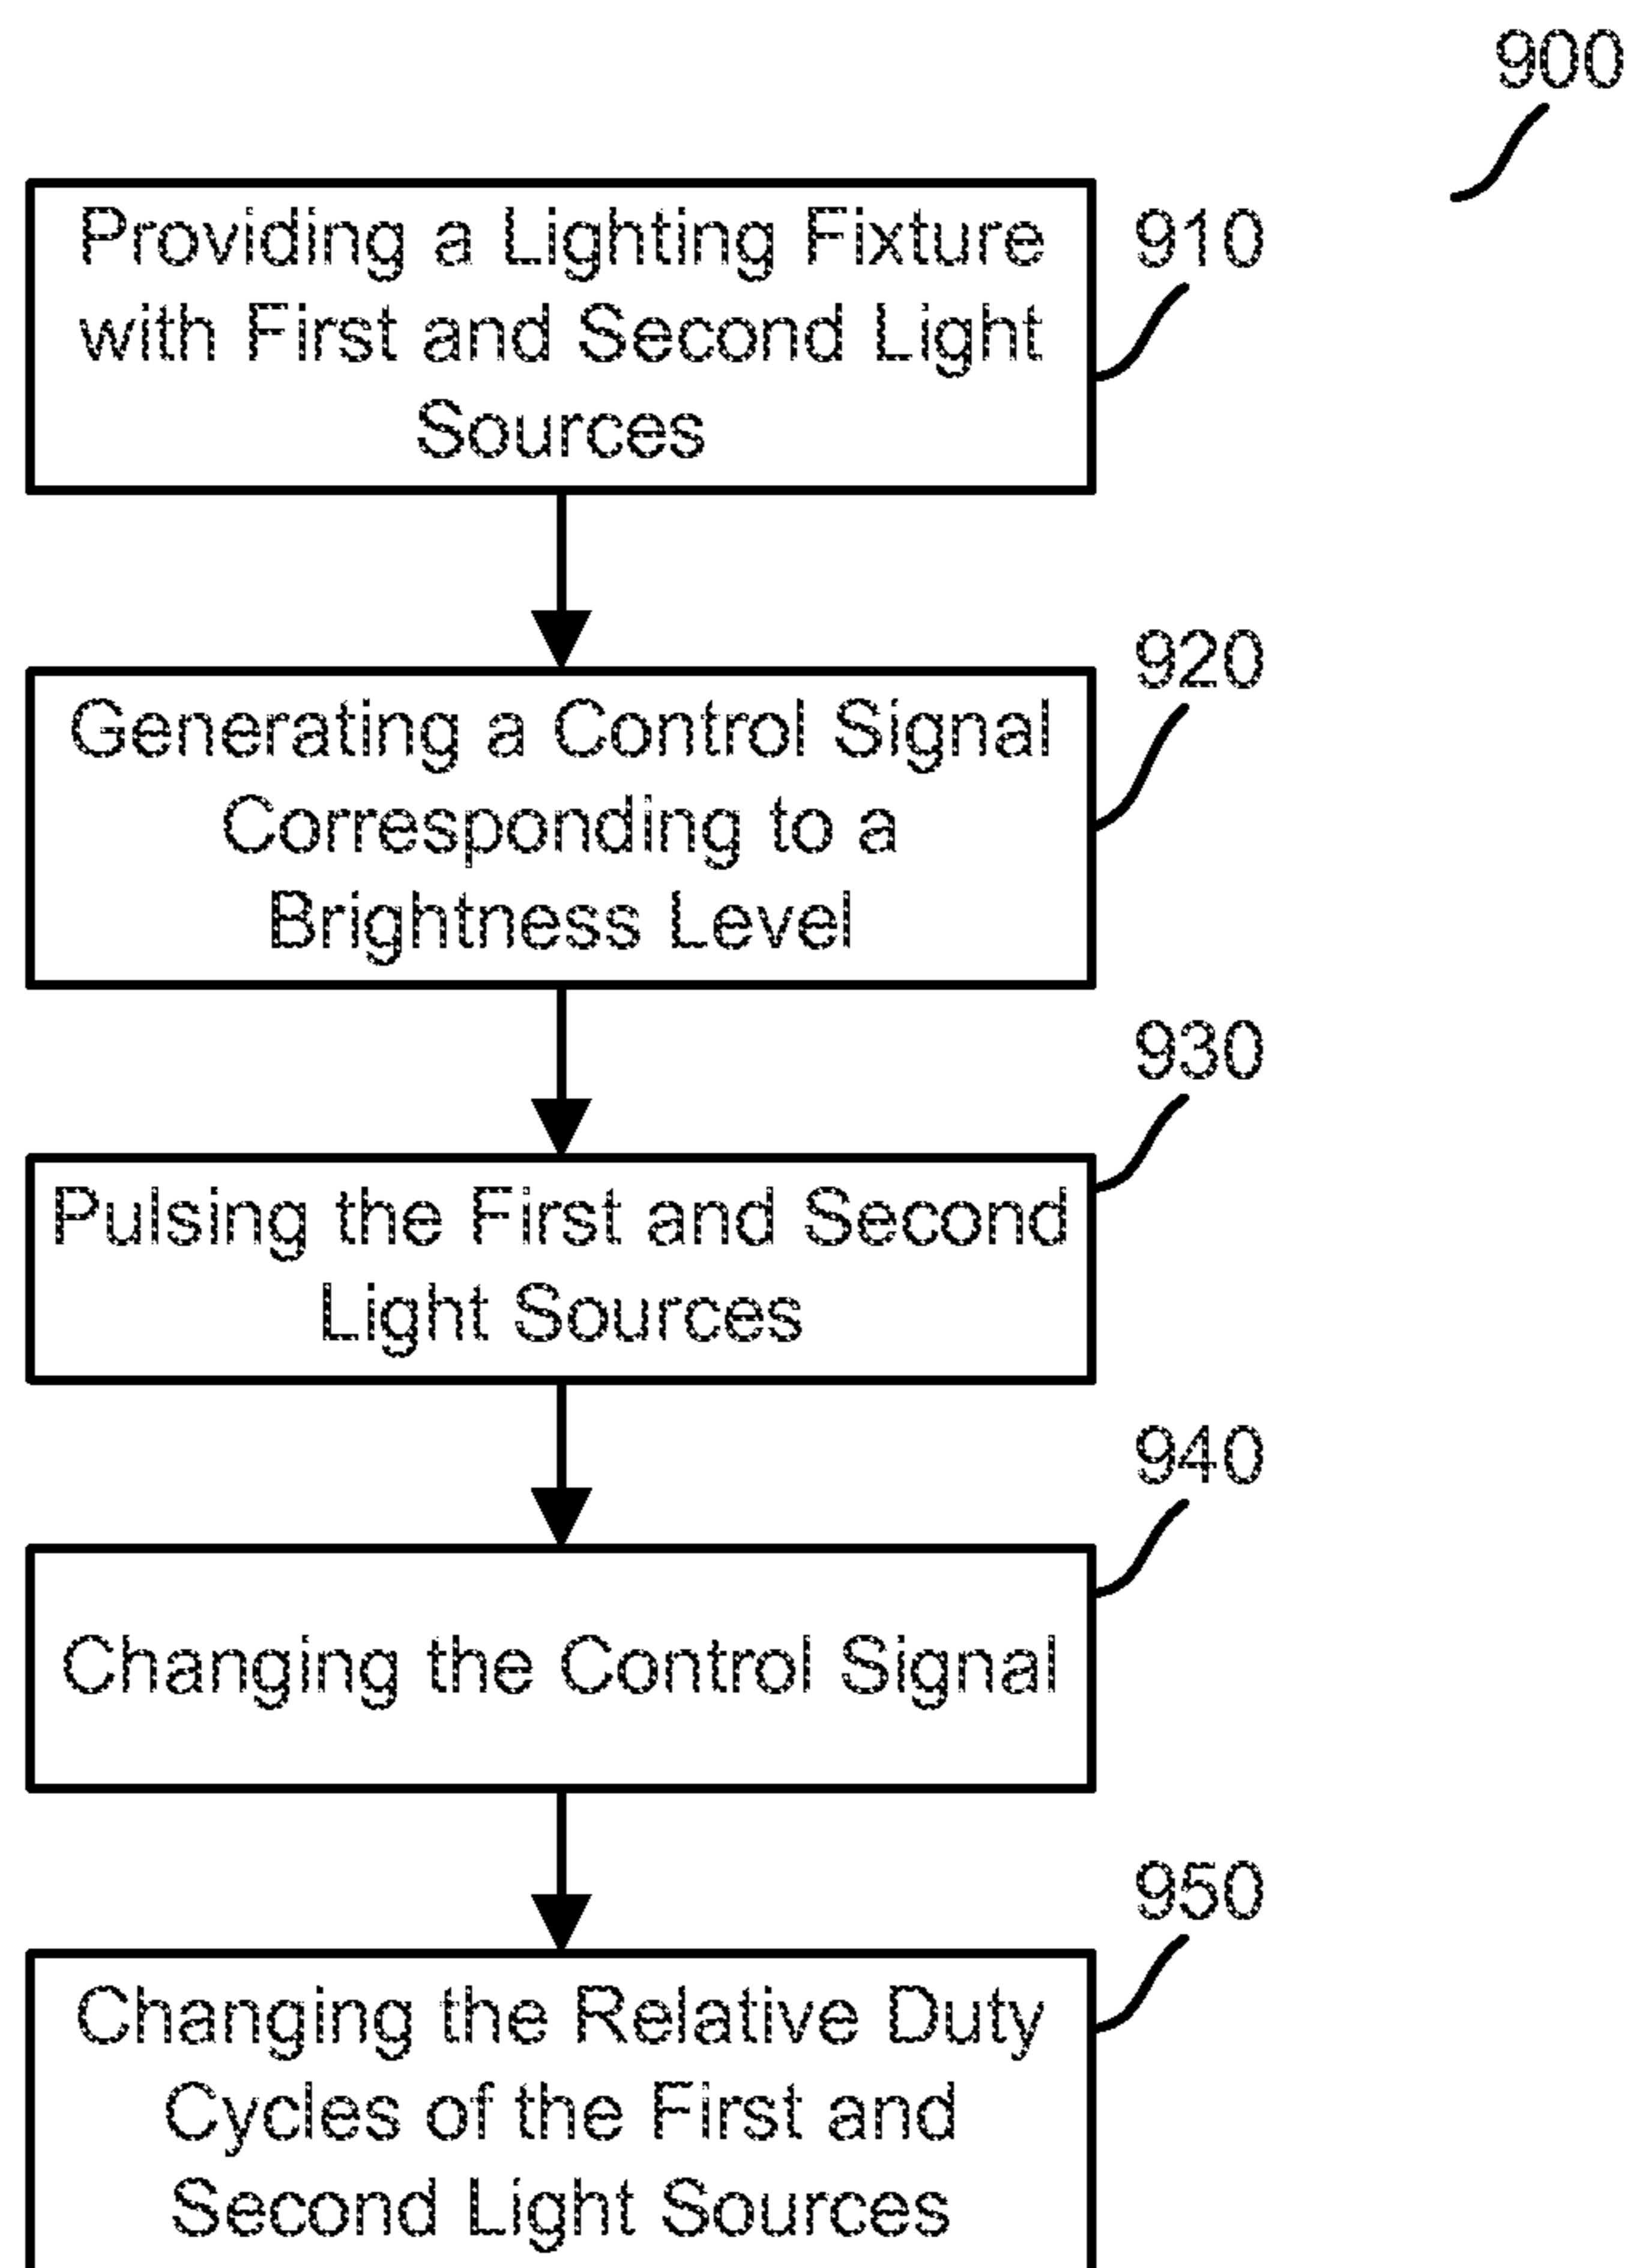 900
Providing a Lighting Fixture
with First and Second Light
Sources
910
Generating a Control Signal
Corresponding to a
Brightness Level
920
Pulsing the First and Second
Light Sources
930
Changing the Control Signal
940
Changing the Relative Duty
Cycles of the First and
Second Light Sources
950